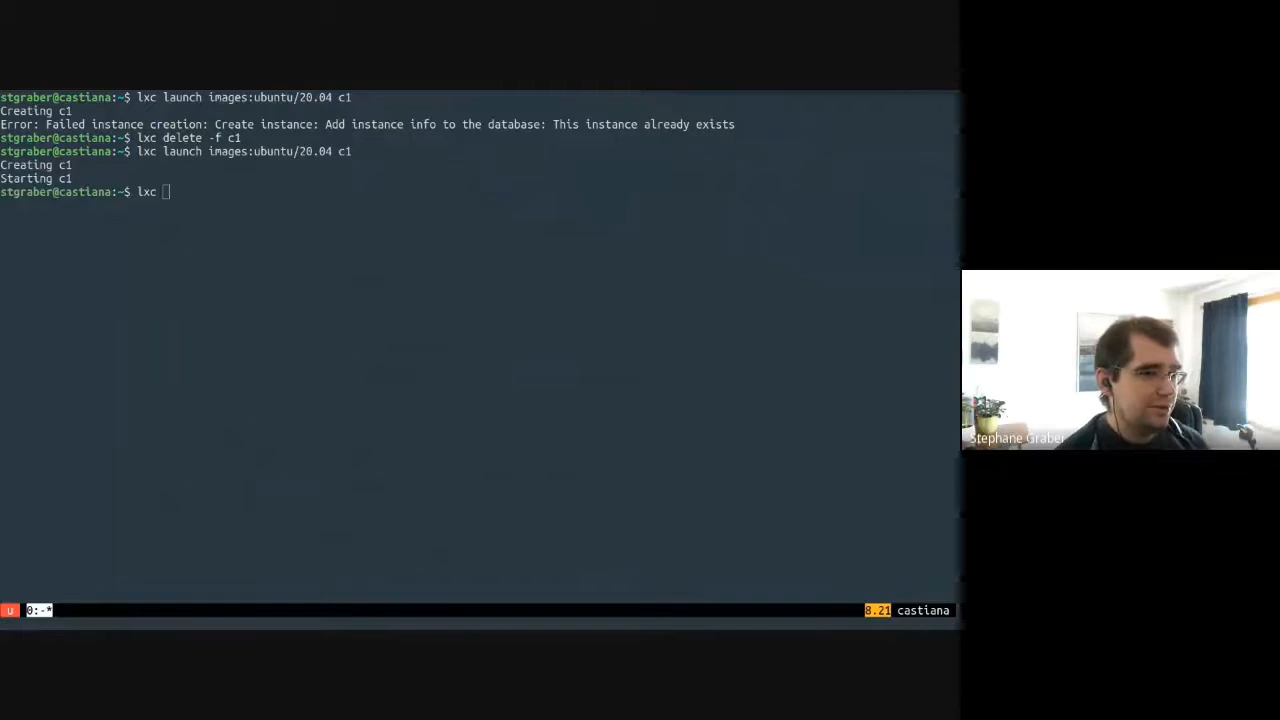 stgraber@castiana:~$ lxc launch images:ubuntu/20.04 c1
Creating c1
Error: Failed instance creation: Create instance: Add instance info to the database: This instance already exists
stgraber@castiana:~$ lxc delete -f c1
stgraber@castiana:~$ lxc launch images:ubuntu/20.04 c1
Creating c1
Starting c1
stgraber@castiana:~$ lxc
Stephane Graber
u 0:-* 8.21 castiana